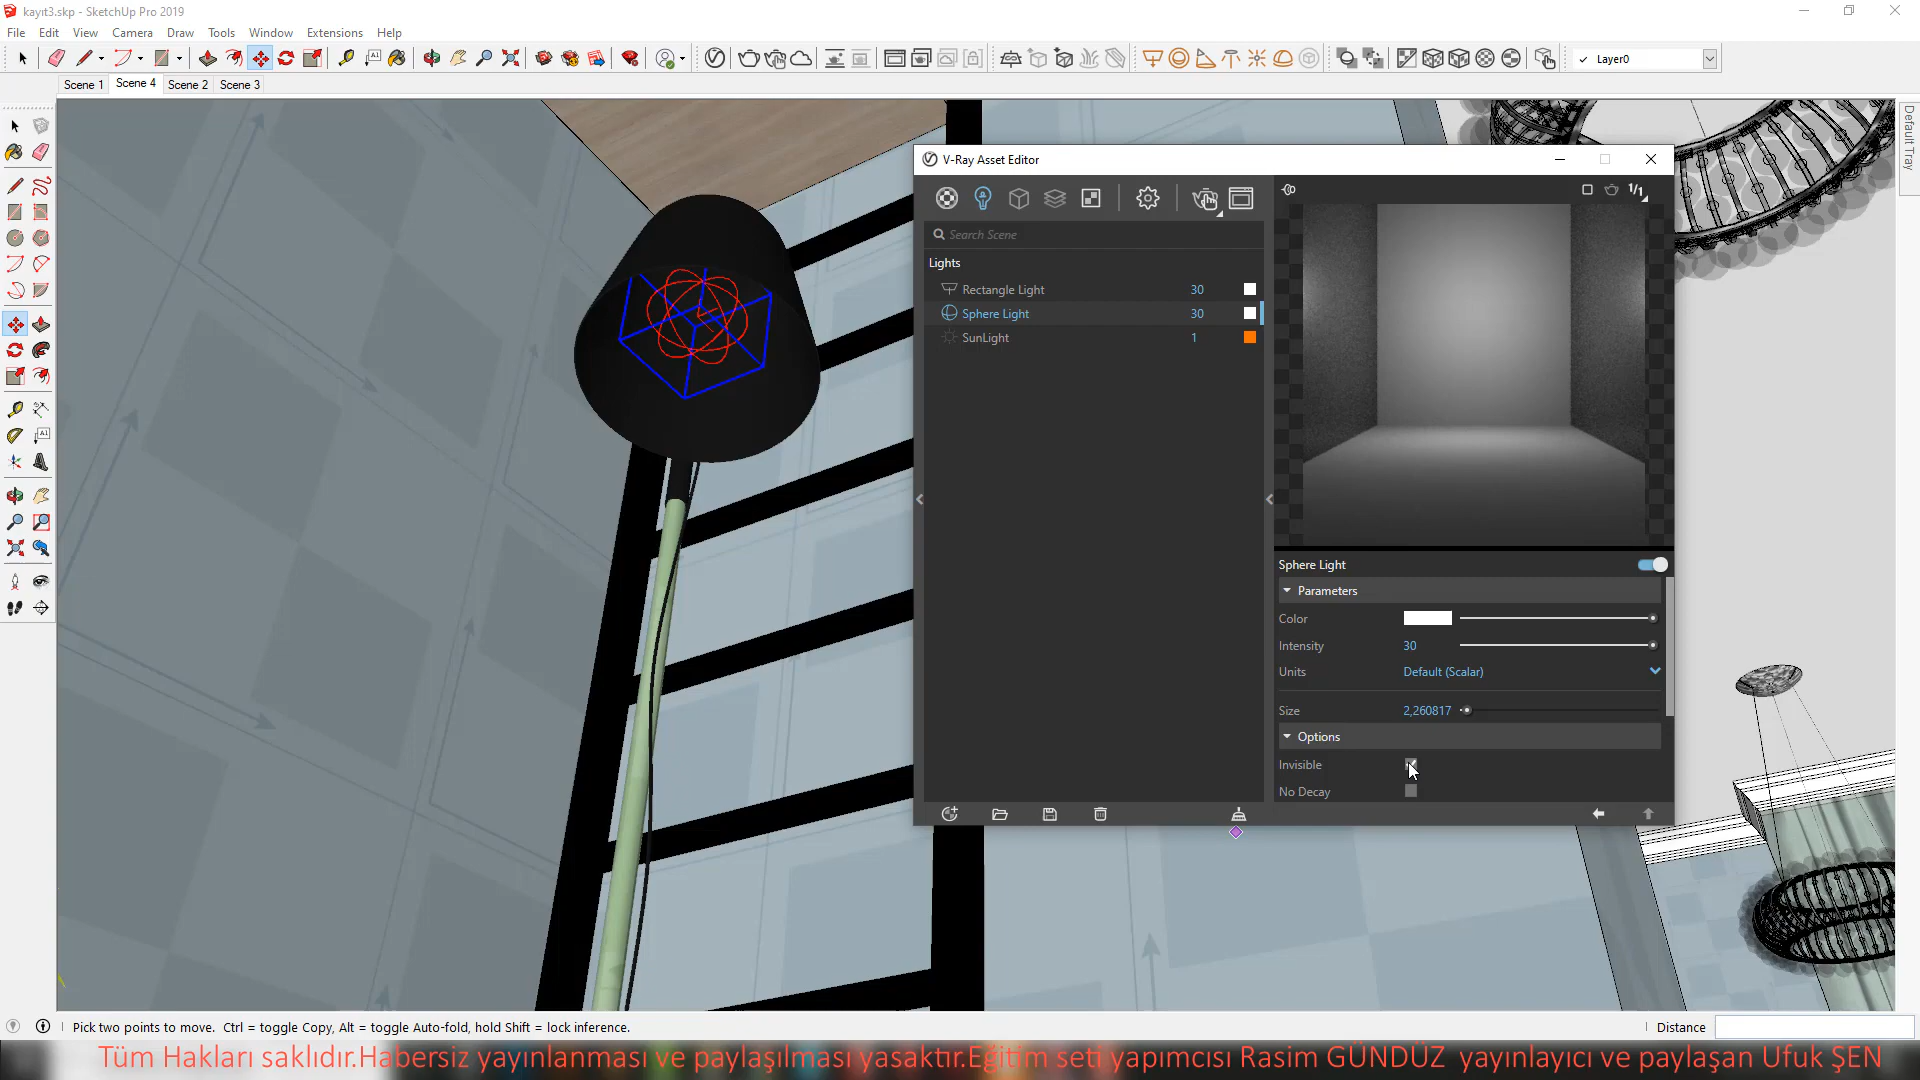 kayıt3.skp - SketchUp Pro 2019
File Edit View Camera Draw Tools Window Extensions Help
Layer0
Scene 1 Scene 4 Scene 2 Scene 3
Default Tray
V-Ray Asset Editor
1/1
Search Scene
Lights
Rectangle Light 30
Sphere Light 30
SunLight 1
Sphere Light
Parameters
Color
Intensity 30
Units Default (Scalar)
Size 2,260817
Options
Invisible
No Decay
Pick two points to move. Ctrl = toggle Copy, Alt = toggle Auto-fold, hold Shift = lock inference.
Distance
Tüm Hakları saklıdır.Habersiz yayınlanması ve paylaşılması yasaktır.Eğitim seti yapımcısı Rasim GÜNDÜZ yayınlayıcı ve paylaşan Ufuk ŞEN